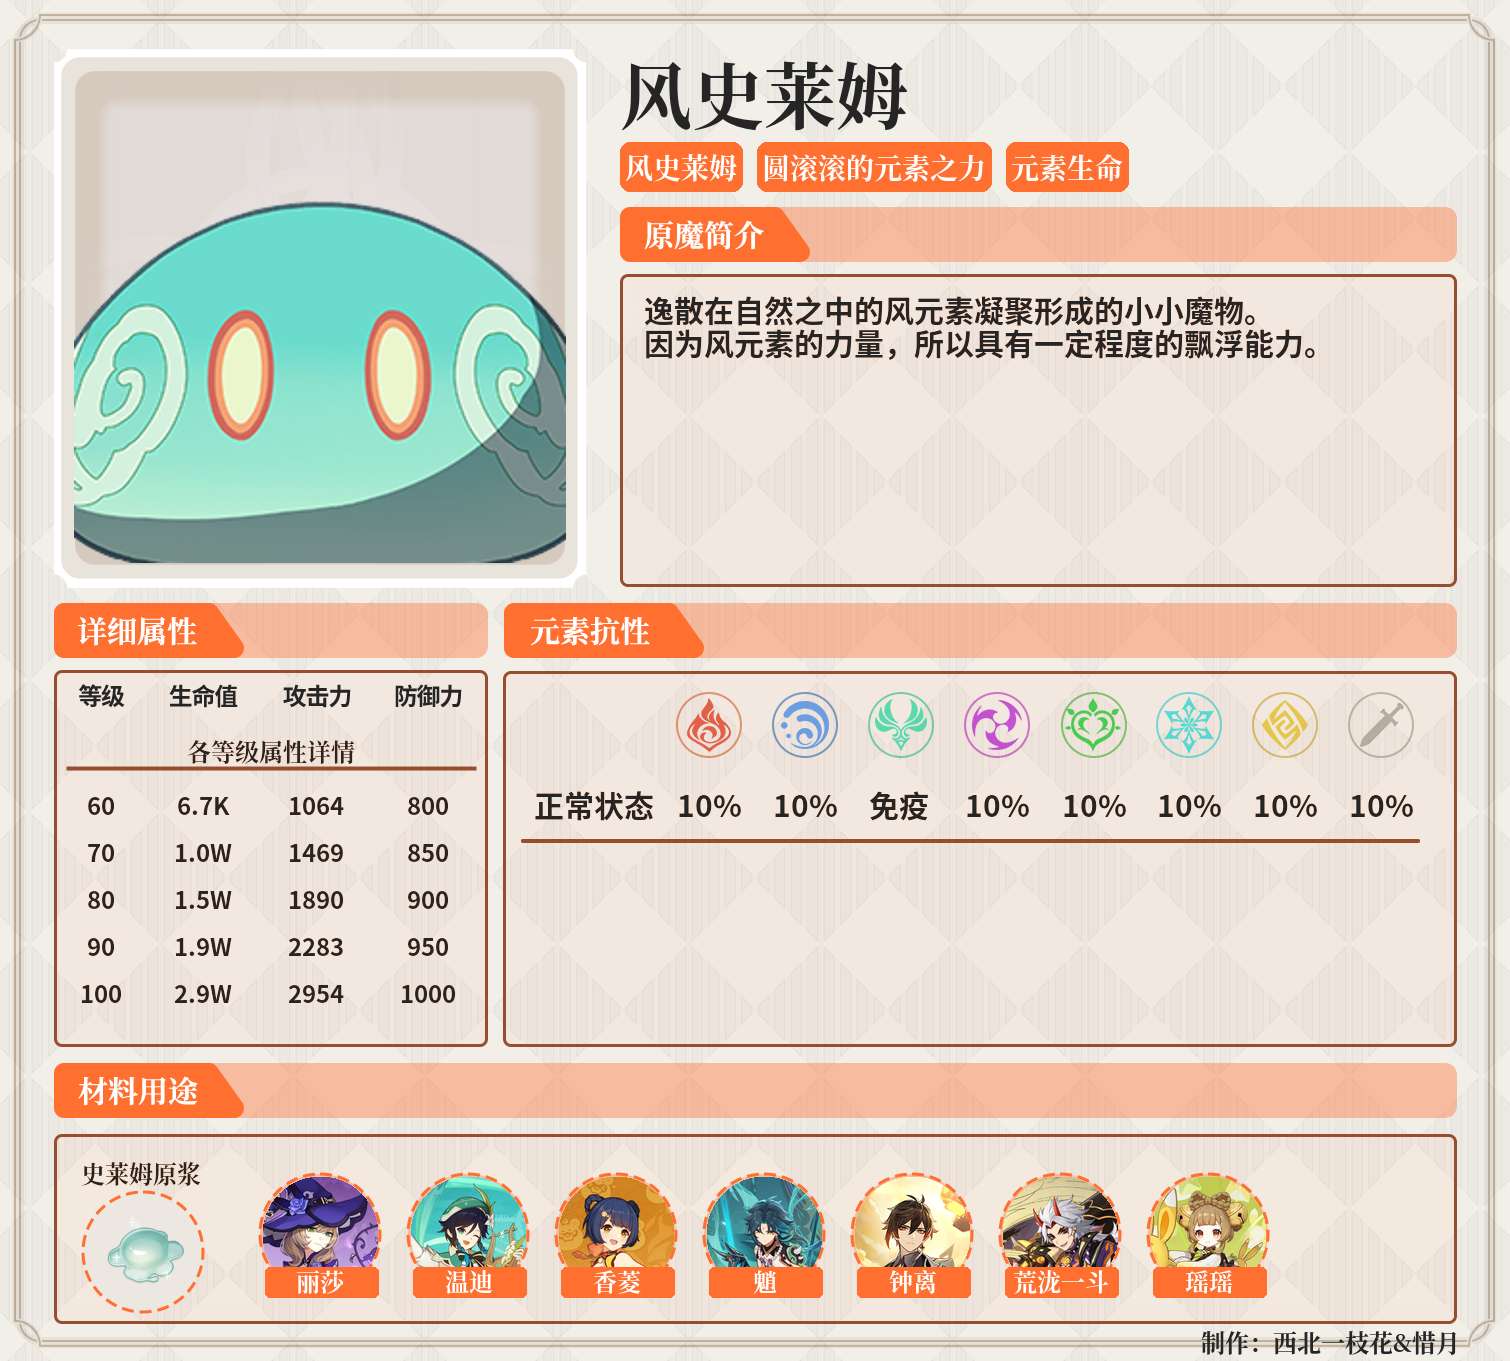 风史莱姆
风史莱姆 圆滚滚的元素之力 元素生命
原魔简介
逸散在自然之中的风元素凝聚形成的小小魔物。
因为风元素的力量，所以具有一定程度的飘浮能力。
详细属性
等级 生命值 攻击力 防御力
各等级属性详情
60 6.7K 1064 800
70 1.0W 1469 850
80 1.5W 1890 900
90 1.9W 2283 950
100 2.9W 2954 1000
元素抗性
正常状态 10% 10% 免疫 10% 10% 10% 10% 10%
材料用途
史莱姆原浆
丽莎 温迪 香菱 魈 钟离 荒泷一斗 瑶瑶
制作：西北一枝花&惜月